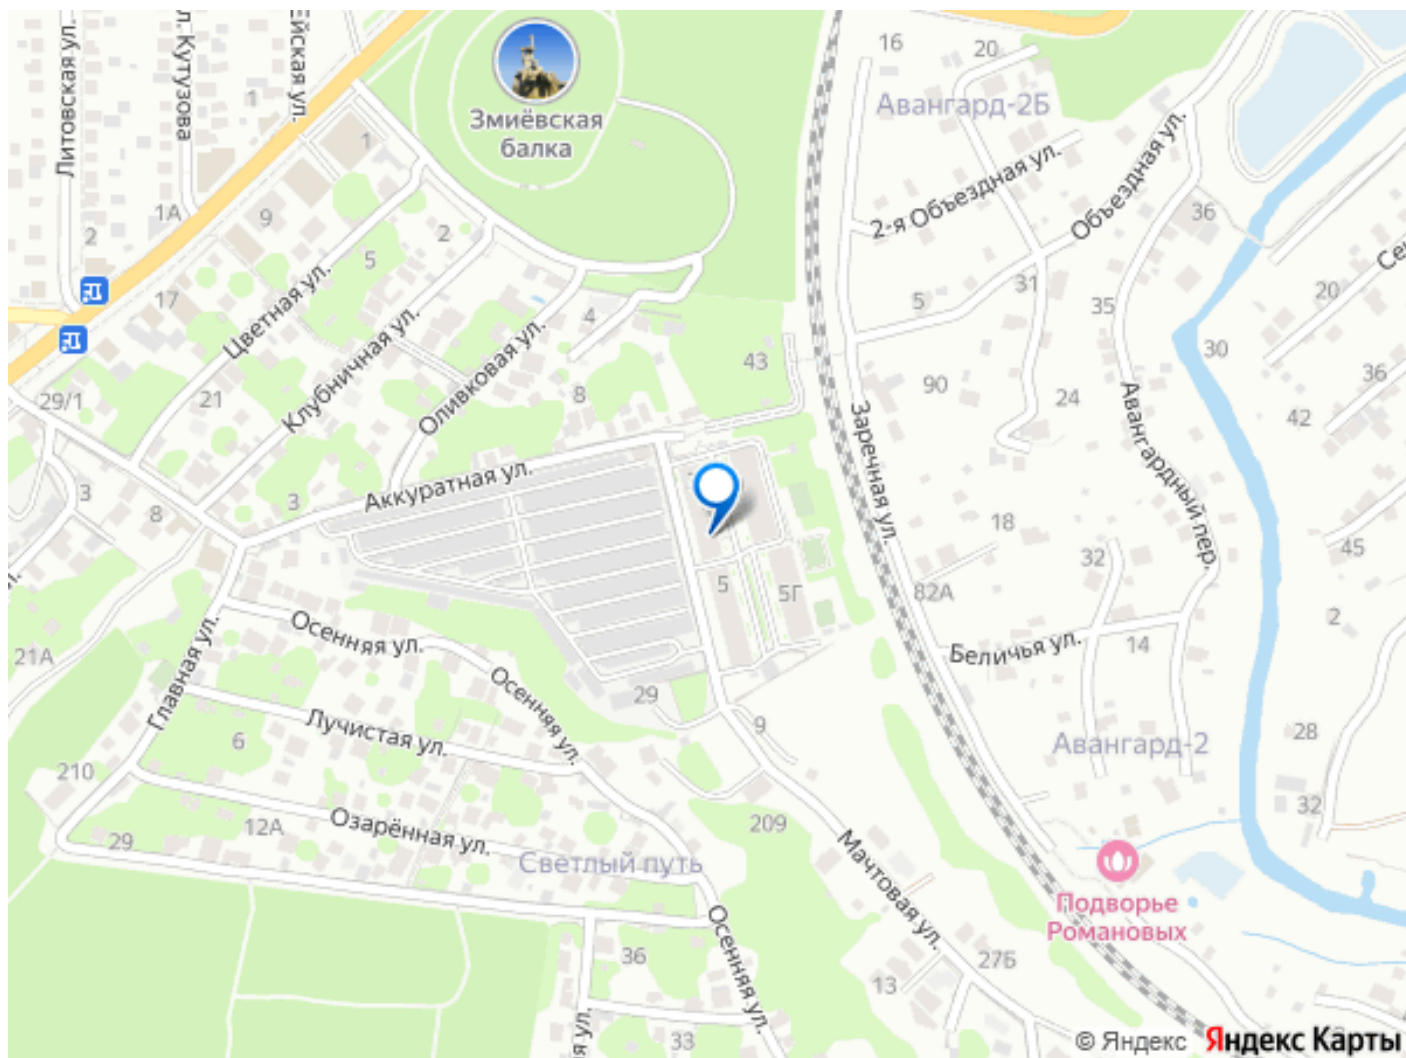 Литовская ул.
ул. Кутузова
ЕЙСКАЯ ул.
16
20
Авангард-2Б
1
Змиёвская
балка
1
2-я Объездная ул.
Объездная ул.
1А
9
2
36
2
5
17
Цветная ул.
4
5
31
35
20
30
43
Клубничная ул.
Оливковая ул.
29/1
21
8
90
24
36
42
Заречная ул.
Авангардный пер.
3
8
3
Аккуратная ул.
18
32
45
5
5Г
82А
2
Осенняя ул.
Беличья ул.
14
21А
Главная ул.
Осенняя ул.
29
9
Лучистая ул.
6
Авангард-2
28
210
32
12А
Озарённая ул.
29
209
Светлый путь
Мачтовая ул.
Подворье
Романовых
Осенняя ул.
36
27Б
13
33
© Яндекс
Яндекс Карты